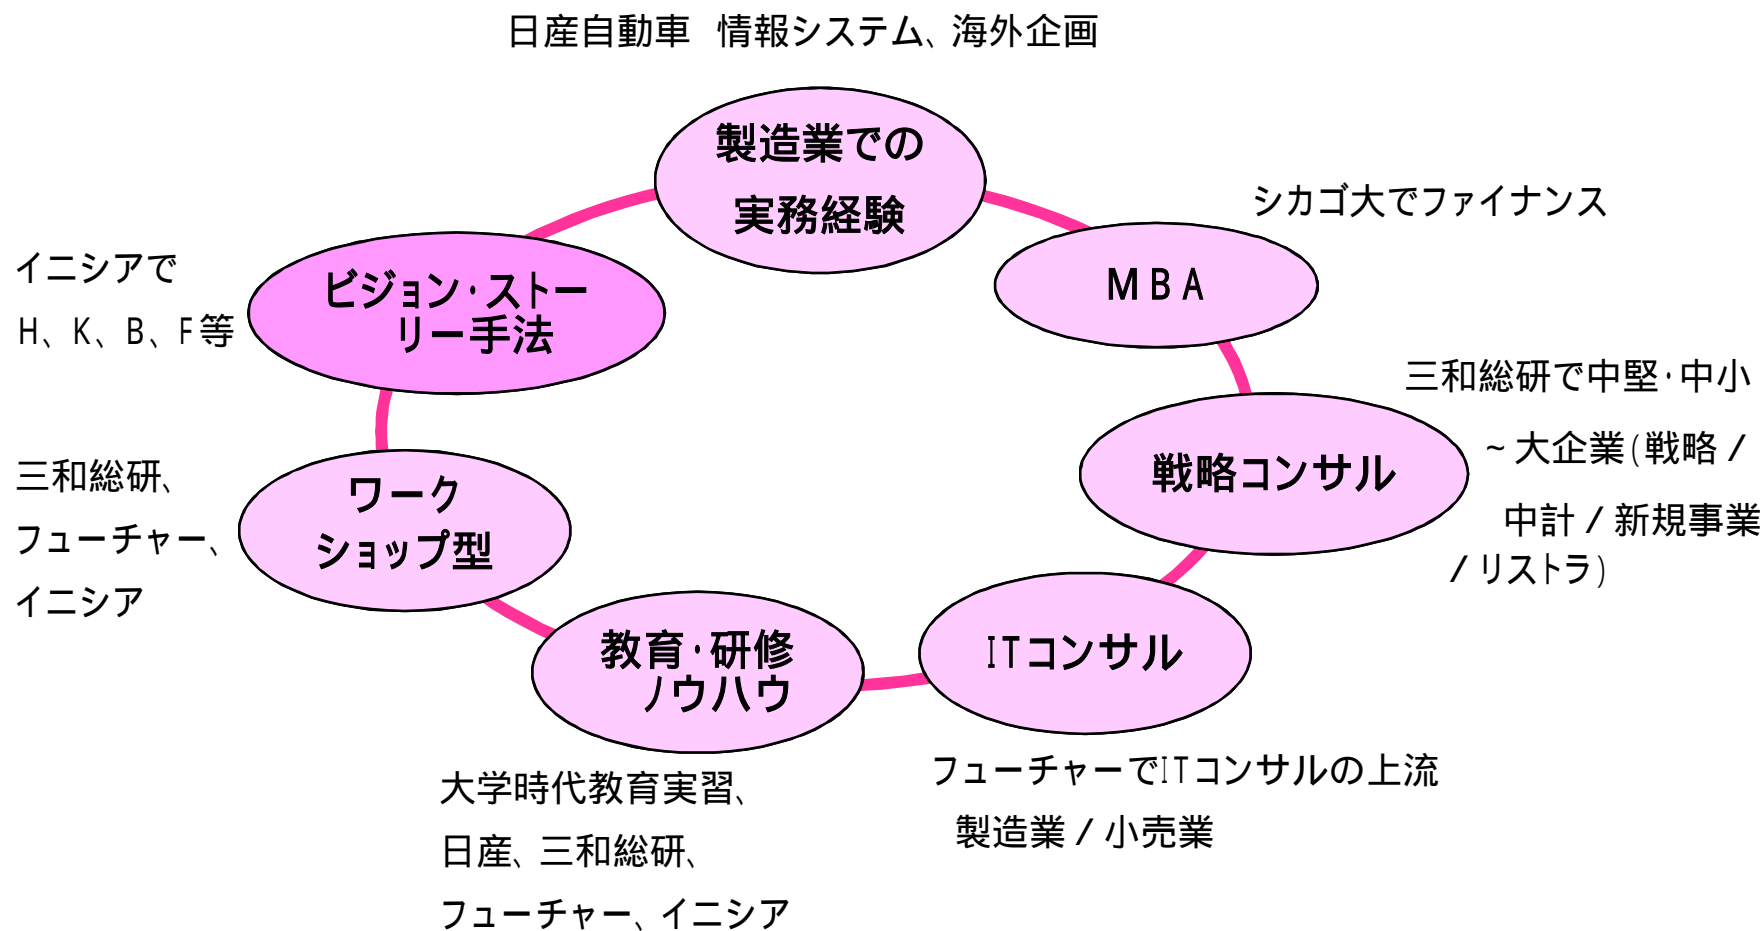 日産自動車 情報システム、海外企画
製造業での
実務経験
シカゴ大でファイナンス
MBA
イニシアで
H、K、B、F等
ビジョン・ストー
リー手法
三和総研で中堅・中小
~大企業(戦略/
中計/新規事業
/リストラ)
戦略コンサル
三和総研、
フューチャー、
イニシア
ワーク
ショップ型
教育・研修
ノウハウ
ITコンサル
フューチャーでITコンサルの上流
製造業/小売業
大学時代教育実習、
日産、三和総研、
フューチャー、イニシア